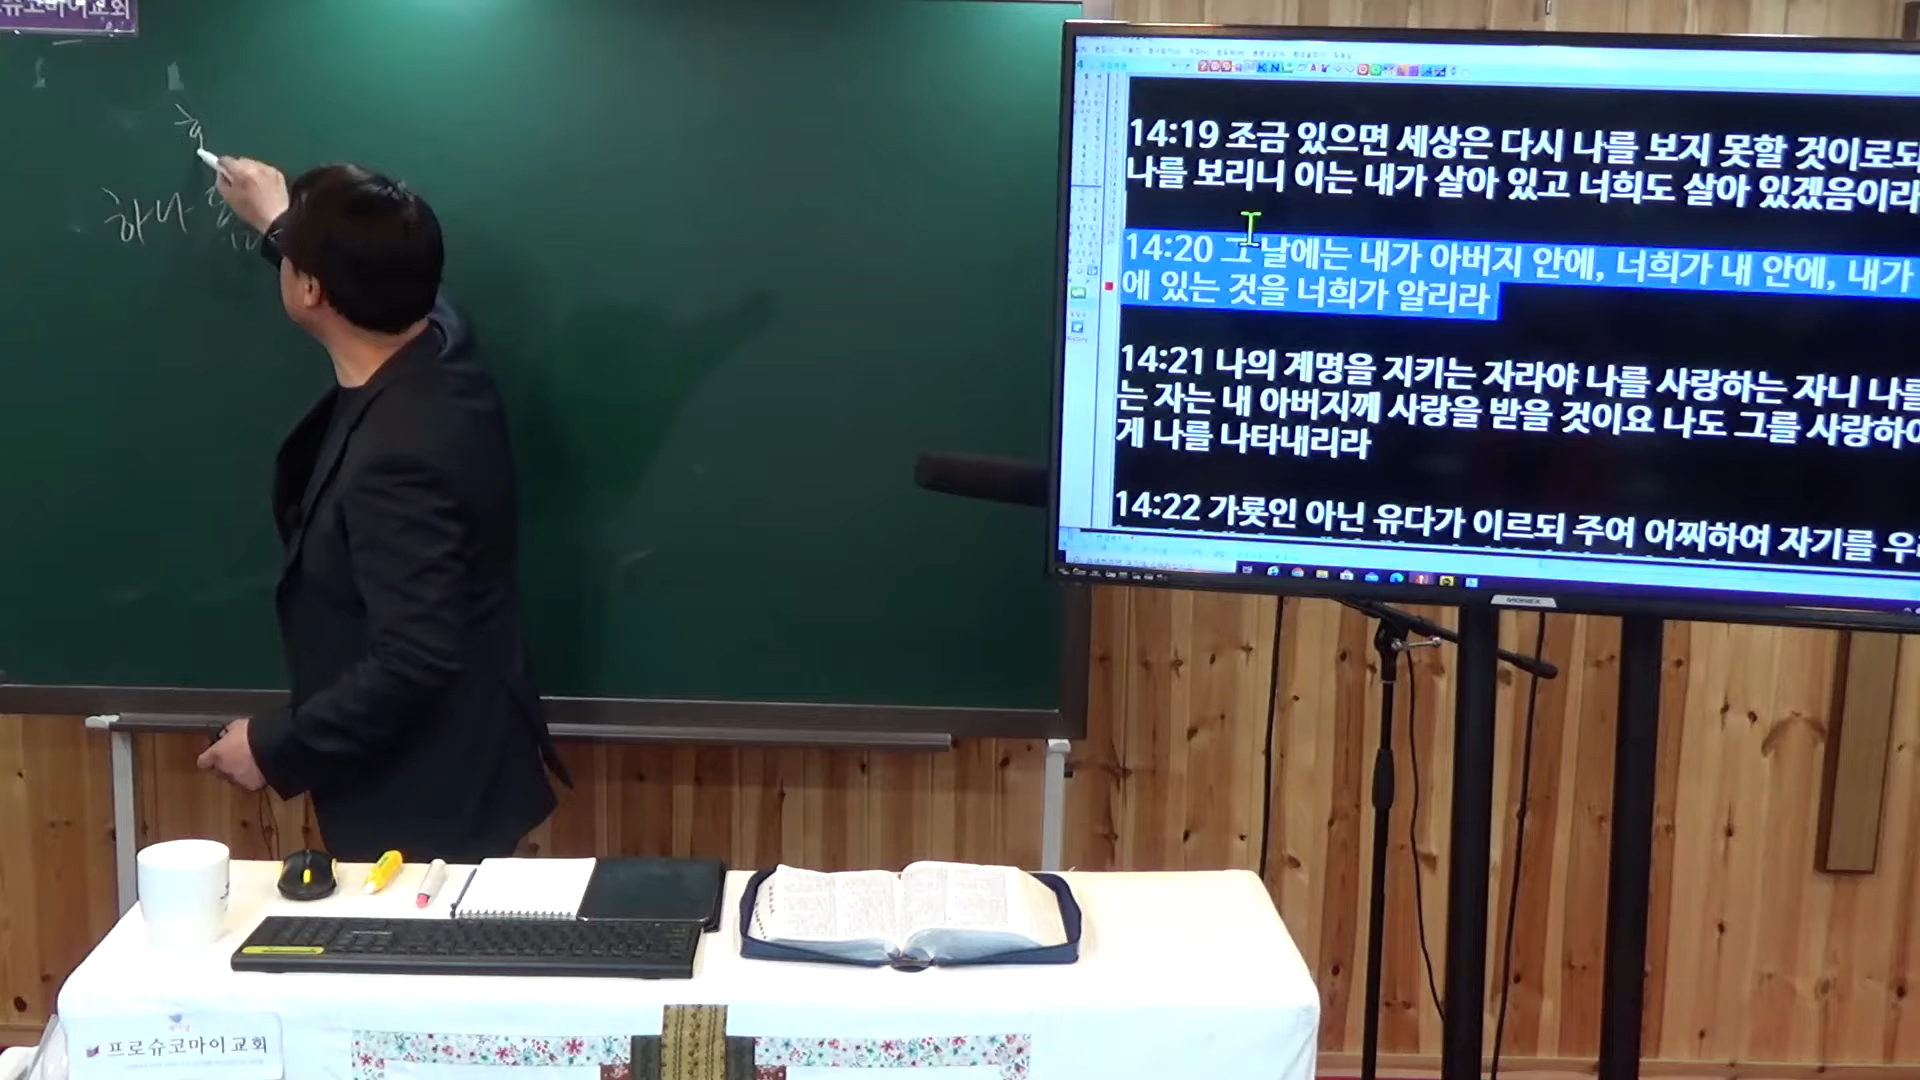 슈코마이교회
하나
14:19 조금 있으면 세상은 다시 나를 보지 못할 것이로되
나를 보리니 이는 내가 살아 있고 너희도 살아 있겠음이라
14:20 그 날에는 내가 아버지 안에, 너희가 내 안에, 내가
에 있는 것을 너희가 알리라
14:21 나의 계명을 지키는 자라야 나를 사랑하는 자니 나를
는 자는 내 아버지께 사랑을 받을 것이요 나도 그를 사랑하여
게 나를 나타내리라
14:22 가룟인 아닌 유다가 이르되 주여 어찌하여 자기를 우리
프로슈코마이교회